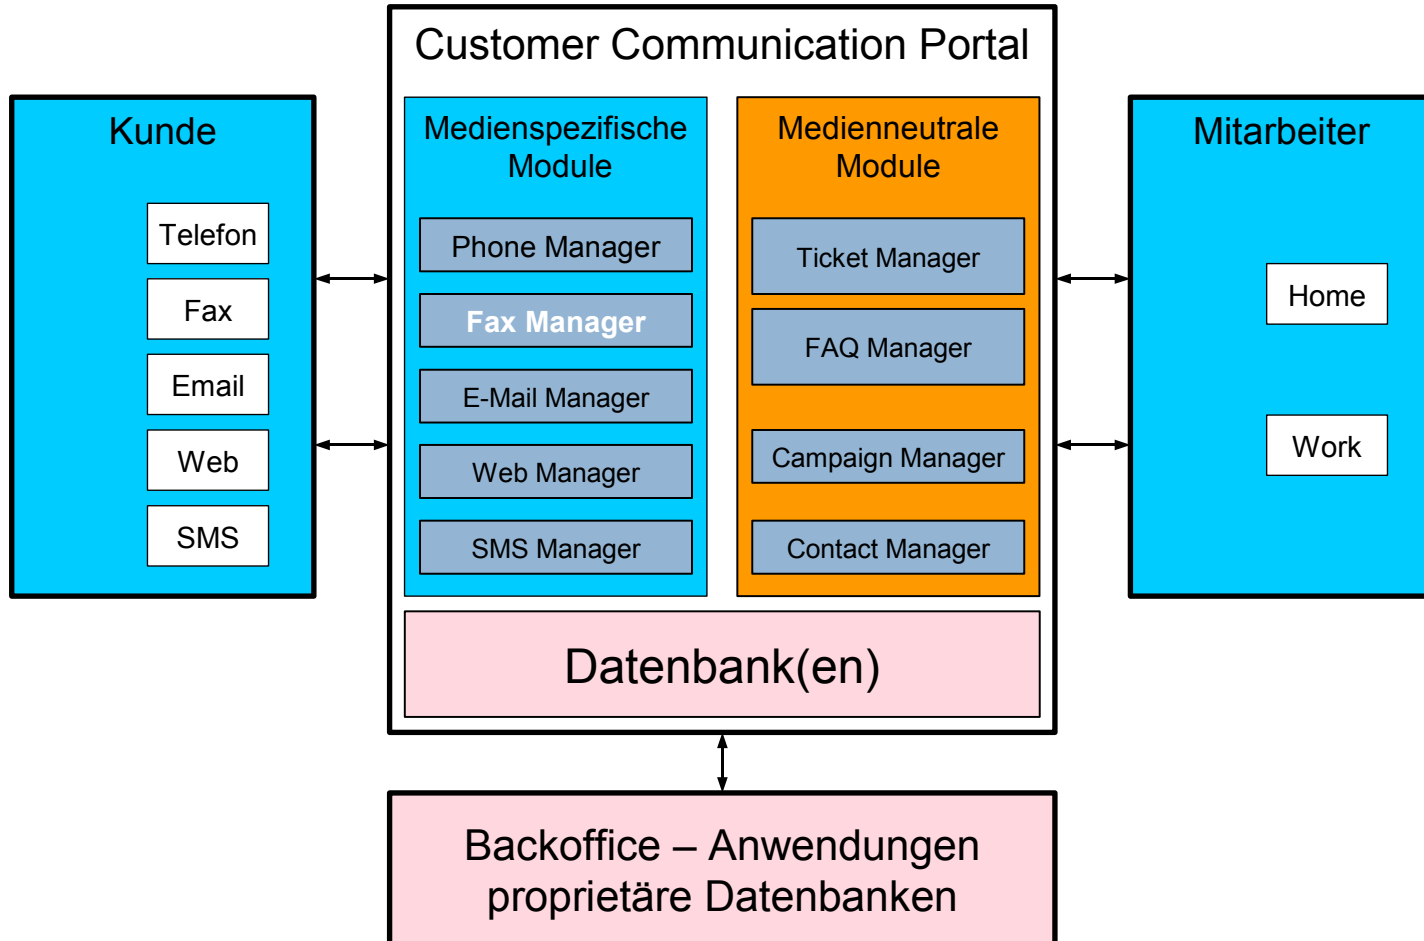 Customer Communication Portal
Kunde
Telefon
Fax
Email
Web
SMS
Medienspezifische
Module
Phone Manager
Fax Manager
E-Mail Manager
Web Manager
SMS Manager
Medienneutrale
Module
Ticket Manager
FAQ Manager
Campaign Manager
Contact Manager
Mitarbeiter
Home
Work
Datenbank(en)
Backoffice – Anwendungen
proprietäre Datenbanken